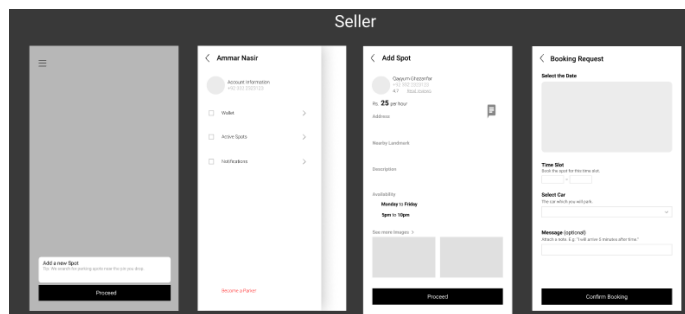 Seller
Add a new Spot
Proceed
Ammar Nasir
Account Information
Wallet
Active Spots
Notifications
Become a Parker
Add Spot
Rs. 25 per hour
Address
Nearby Landmark
Description
Availability
Monday to Friday
5pm to 10pm
See more Images >
Proceed
Booking Request
Select the Date
Time Slot
Book the spot for this time slot.
-
Select Car
The car which you will park.
Message (optional)
Attach a note. E.g. "I will arrive 5 minutes after time."
Confirm Booking